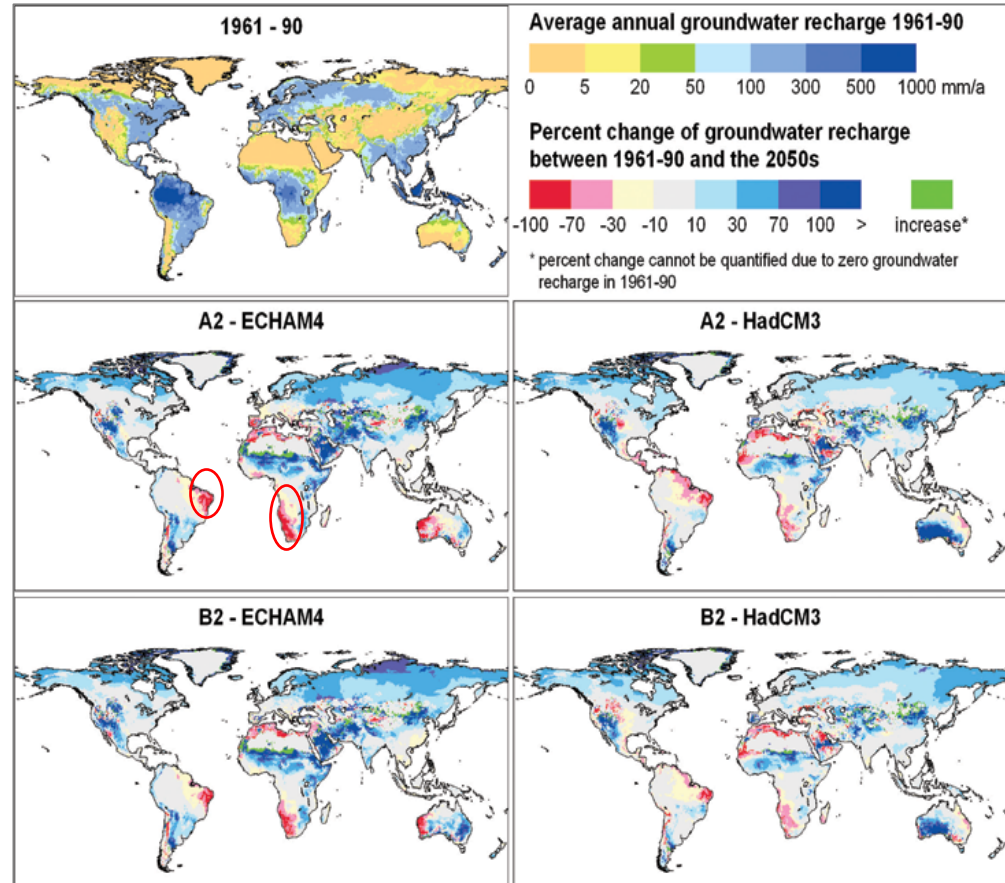 1961 - 90
Average annual groundwater recharge 1961-90
0 5 20 50 100 300 500 1000 mm/a
Percent change of groundwater recharge
between 1961-90 and the 2050s
-100 -70 -30 -10 10 30 70 100 > increase*
* percent change cannot be quantified due to zero groundwater
recharge in 1961-90
A2 - ECHAM4
A2 - HadCM3
B2 - ECHAM4
B2 - HadCM3